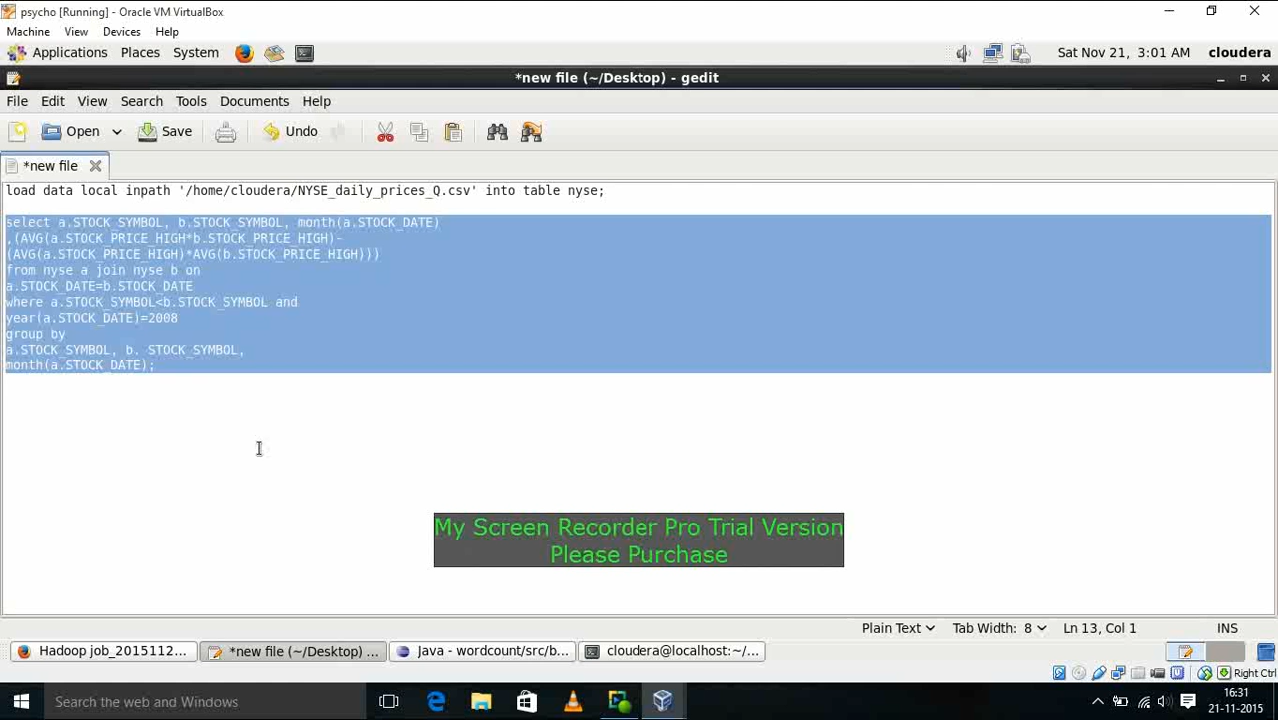 psycho [Running] - Oracle VM VirtualBox
Machine View Devices Help
Applications Places System Sat Nov 21, 3:01 AM cloudera
*new file (~/Desktop) - gedit
File Edit View Search Tools Documents Help
Open Save Undo
*new file
load data local inpath '/home/cloudera/NYSE_daily_prices_Q.csv' into table nyse;
select a.STOCK_SYMBOL, b.STOCK_SYMBOL, month(a.STOCK_DATE)
,(AVG(a.STOCK_PRICE_HIGH*b.STOCK_PRICE_HIGH)-
(AVG(a.STOCK_PRICE_HIGH)*AVG(b.STOCK_PRICE_HIGH)))
from nyse a join nyse b on
a.STOCK_DATE=b.STOCK_DATE
where a.STOCK_SYMBOL<b.STOCK_SYMBOL and
year(a.STOCK_DATE)=2008
group by
a.STOCK_SYMBOL, b. STOCK_SYMBOL,
month(a.STOCK_DATE);
My Screen Recorder Pro Trial Version
Please Purchase
Plain Text Tab Width: 8 Ln 13, Col 1 INS
Hadoop job_2015112... *new file (~/Desktop) ... Java - wordcount/src/b... cloudera@localhost:~/...
Right Ctrl
Search the web and Windows
16:31
21-11-2015